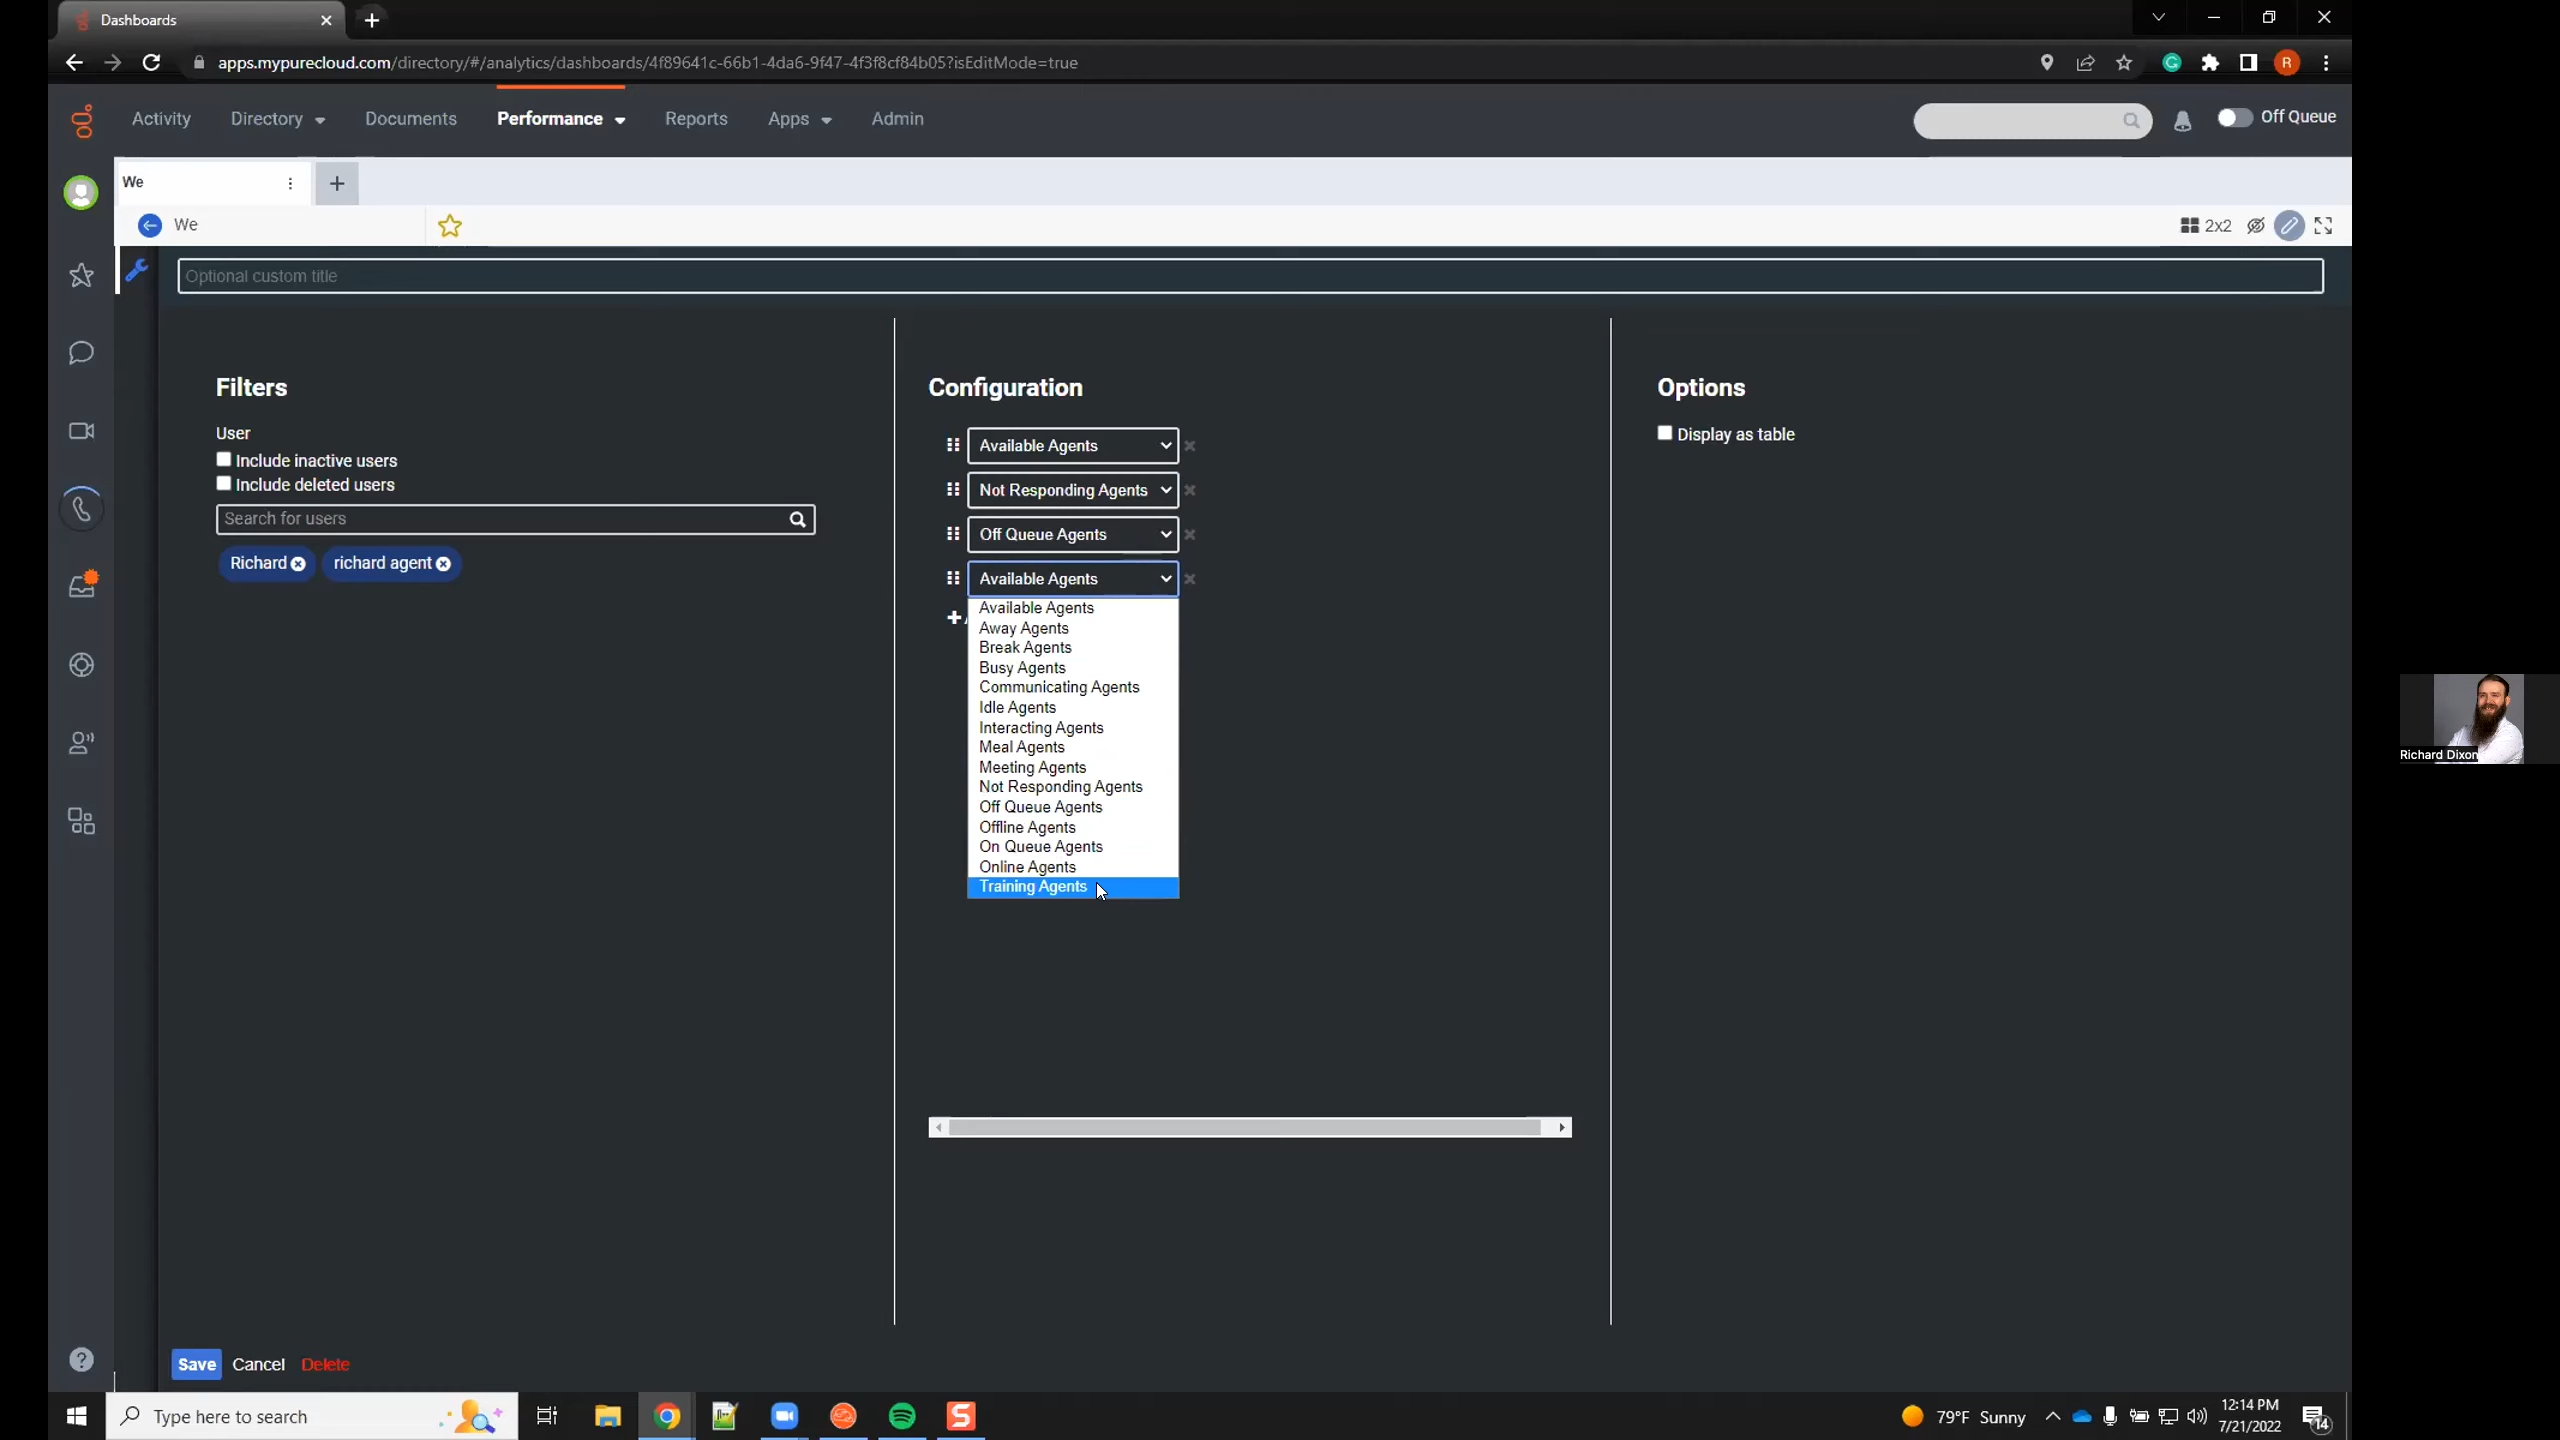 Dashboards
apps.mypurecloud.com/directory/#/analytics/dashboards/4f89641c-66b1-4da6-9f47-4f3f8cf84b05?isEditMode=true
R
Activity
Directory
Documents
Performance
Reports
Apps
Admin
Off Queue
We
We
2x2
Optional custom title
Filters
User
Include inactive users
Include deleted users
Search for users
Richard
richard agent
Configuration
Available Agents
Not Responding Agents
Off Queue Agents
Available Agents
Available Agents
Away Agents
Break Agents
Busy Agents
Communicating Agents
Idle Agents
Interacting Agents
Meal Agents
Meeting Agents
Not Responding Agents
Off Queue Agents
Offline Agents
On Queue Agents
Online Agents
Training Agents
Options
Display as table
Richard Dixon
Save Cancel Delete
Type here to search
79°F Sunny
12:14 PM
7/21/2022
14